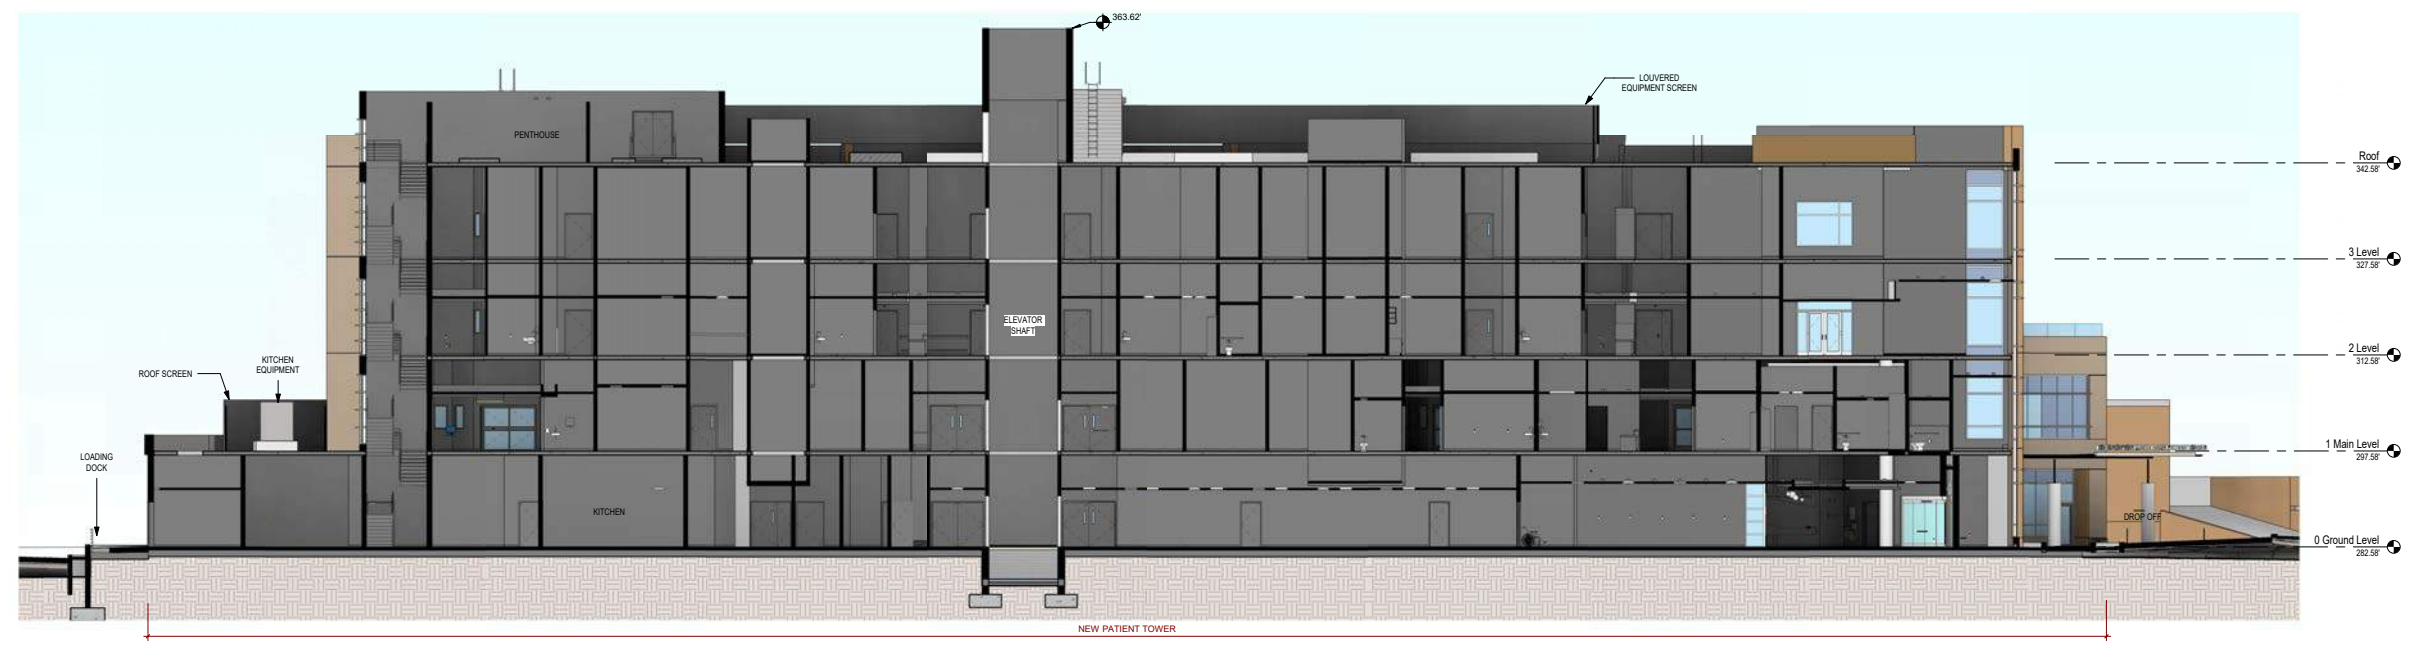 363.62'
LOUVERED
EQUIPMENT SCREEN
PENTHOUSE
Roof
342.58'
3 Level
327.58'
ELEVATOR
SHAFT
2 Level
312.58'
KITCHEN
EQUIPMENT
ROOF SCREEN
1 Main Level
297.58'
LOADING
DOCK
KITCHEN
DROP OFF
0 Ground Level
282.58'
NEW PATIENT TOWER